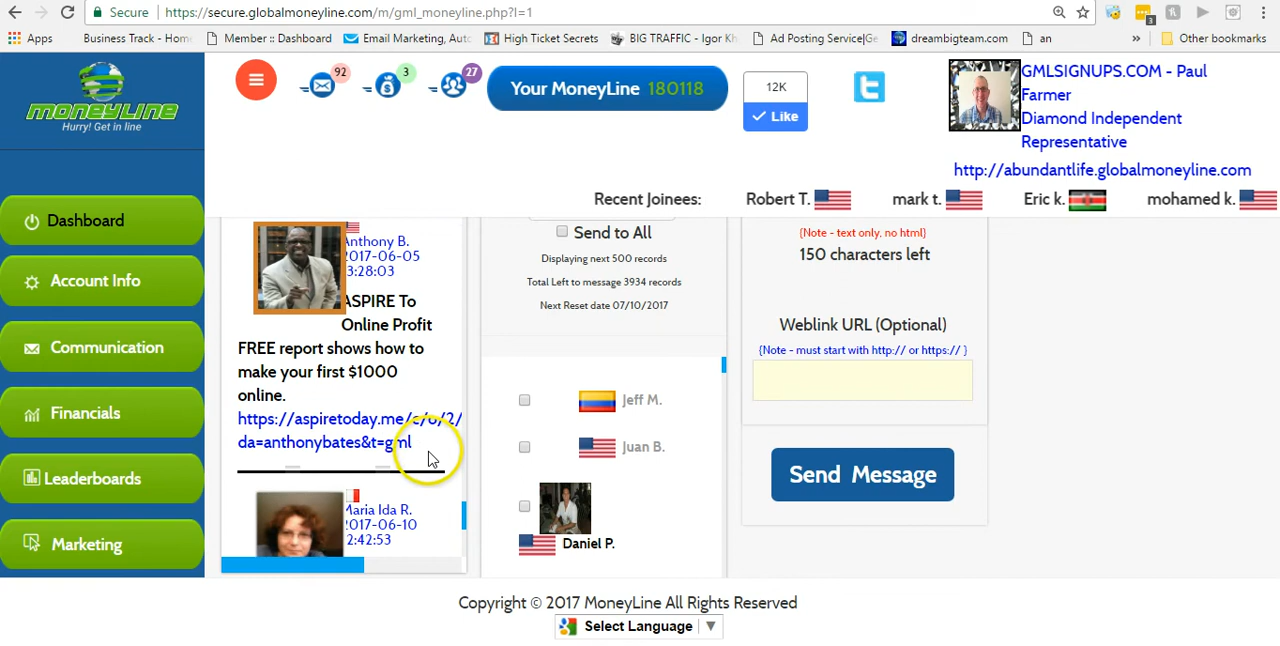 Secure https://secure.globalmoneyline.com/m/gml_moneyline.php?l=1
3
Apps Business Track - Home Member :: Dashboard Email Marketing, Auto High Ticket Secrets BIG TRAFFIC - Igor Kh Ad Posting Service|Ge dreambigteam.com an » Other bookmarks
MONEYLINE
Hurry! Get in line
92
3
27
Your MoneyLine 180118
12K
Like
GMLSIGNUPS.COM - Paul
Farmer
Diamond Independent
Representative
http://abundantlife.globalmoneyline.com
Recent Joinees: Robert T. mark t. Eric k. mohamed k.
Dashboard
Account Info
Communication
Financials
Leaderboards
Marketing
Anthony B.
2017-06-05
3:28:03
ASPIRE To
Online Profit
FREE report shows how to
make your first $1000
online.
https://aspiretoday.me/c/6/2/
da=anthonybates&t=gml
Maria Ida R.
2017-06-10
2:42:53
Send to All
Displaying next 500 records
Total Left to message 3934 records
Next Reset date 07/10/2017
Jeff M.
Juan B.
Daniel P.
{Note - text only, no html}
150 characters left
Weblink URL (Optional)
{Note - must start with http:// or https:// }
Send Message
Copyright © 2017 MoneyLine All Rights Reserved
Select Language ▼